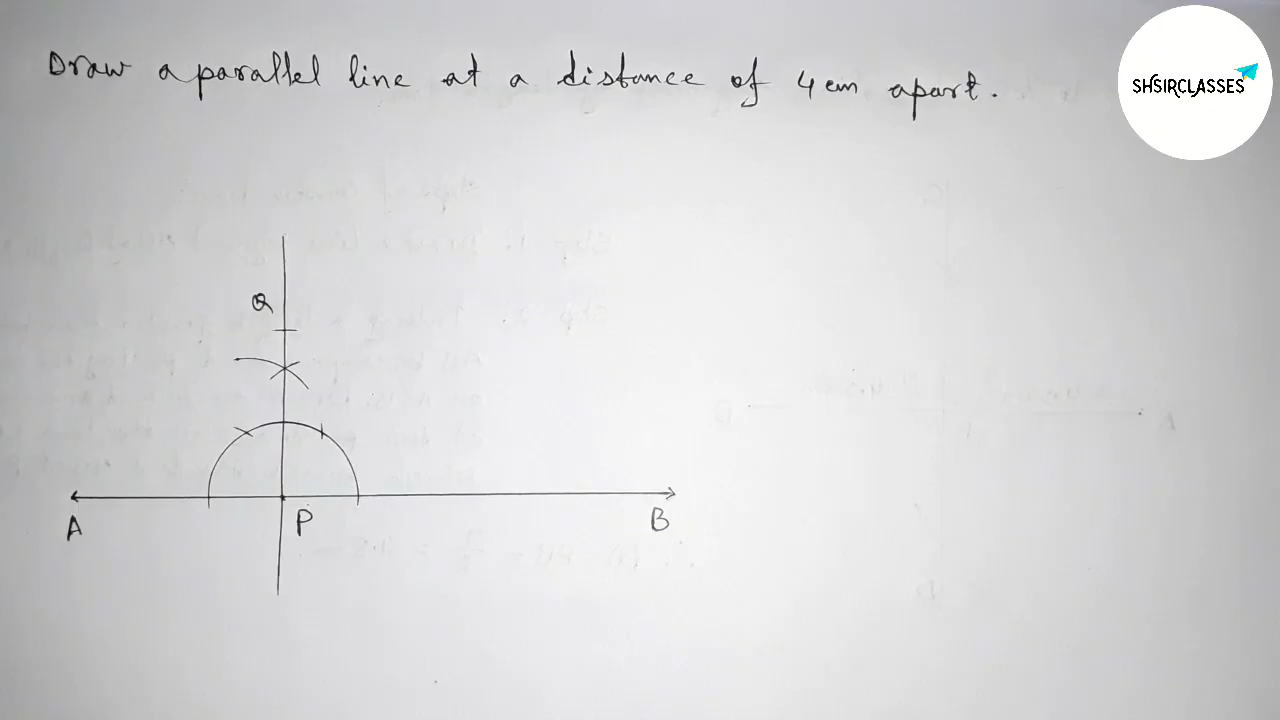 Draw a parallel line at a distance of 4 cm apart.
SHSIRCLASSES
Q
A
P
B